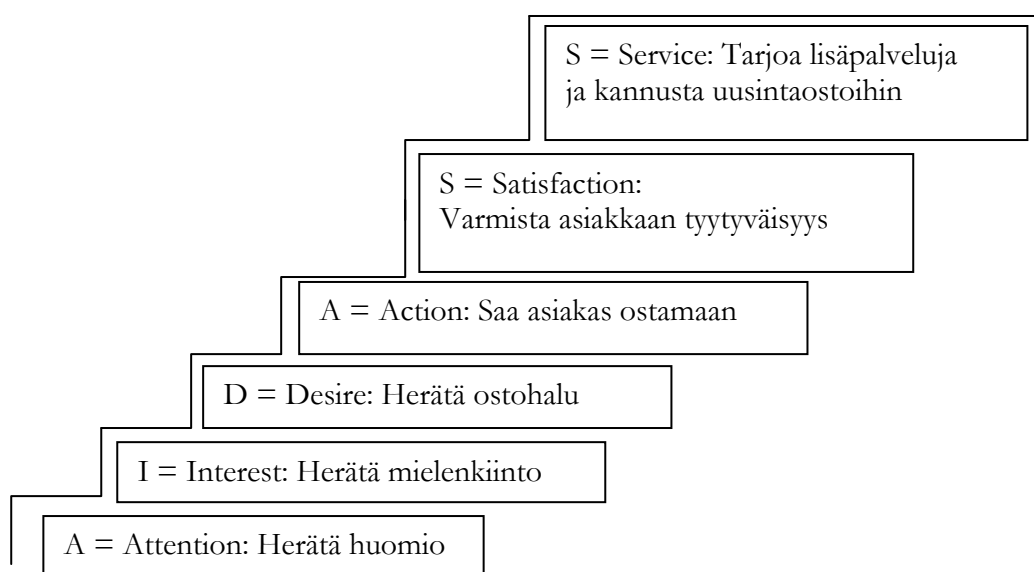 S = Service: Tarjoa lisäpalveluja
ja kannusta uusintaostoihin
S = Satisfaction:
Varmista asiakkaan tyytyväisyys
A = Action: Saa asiakas ostamaan
D = Desire: Herätä ostohalu
I = Interest: Herätä mielenkiinto
A = Attention: Herätä huomio